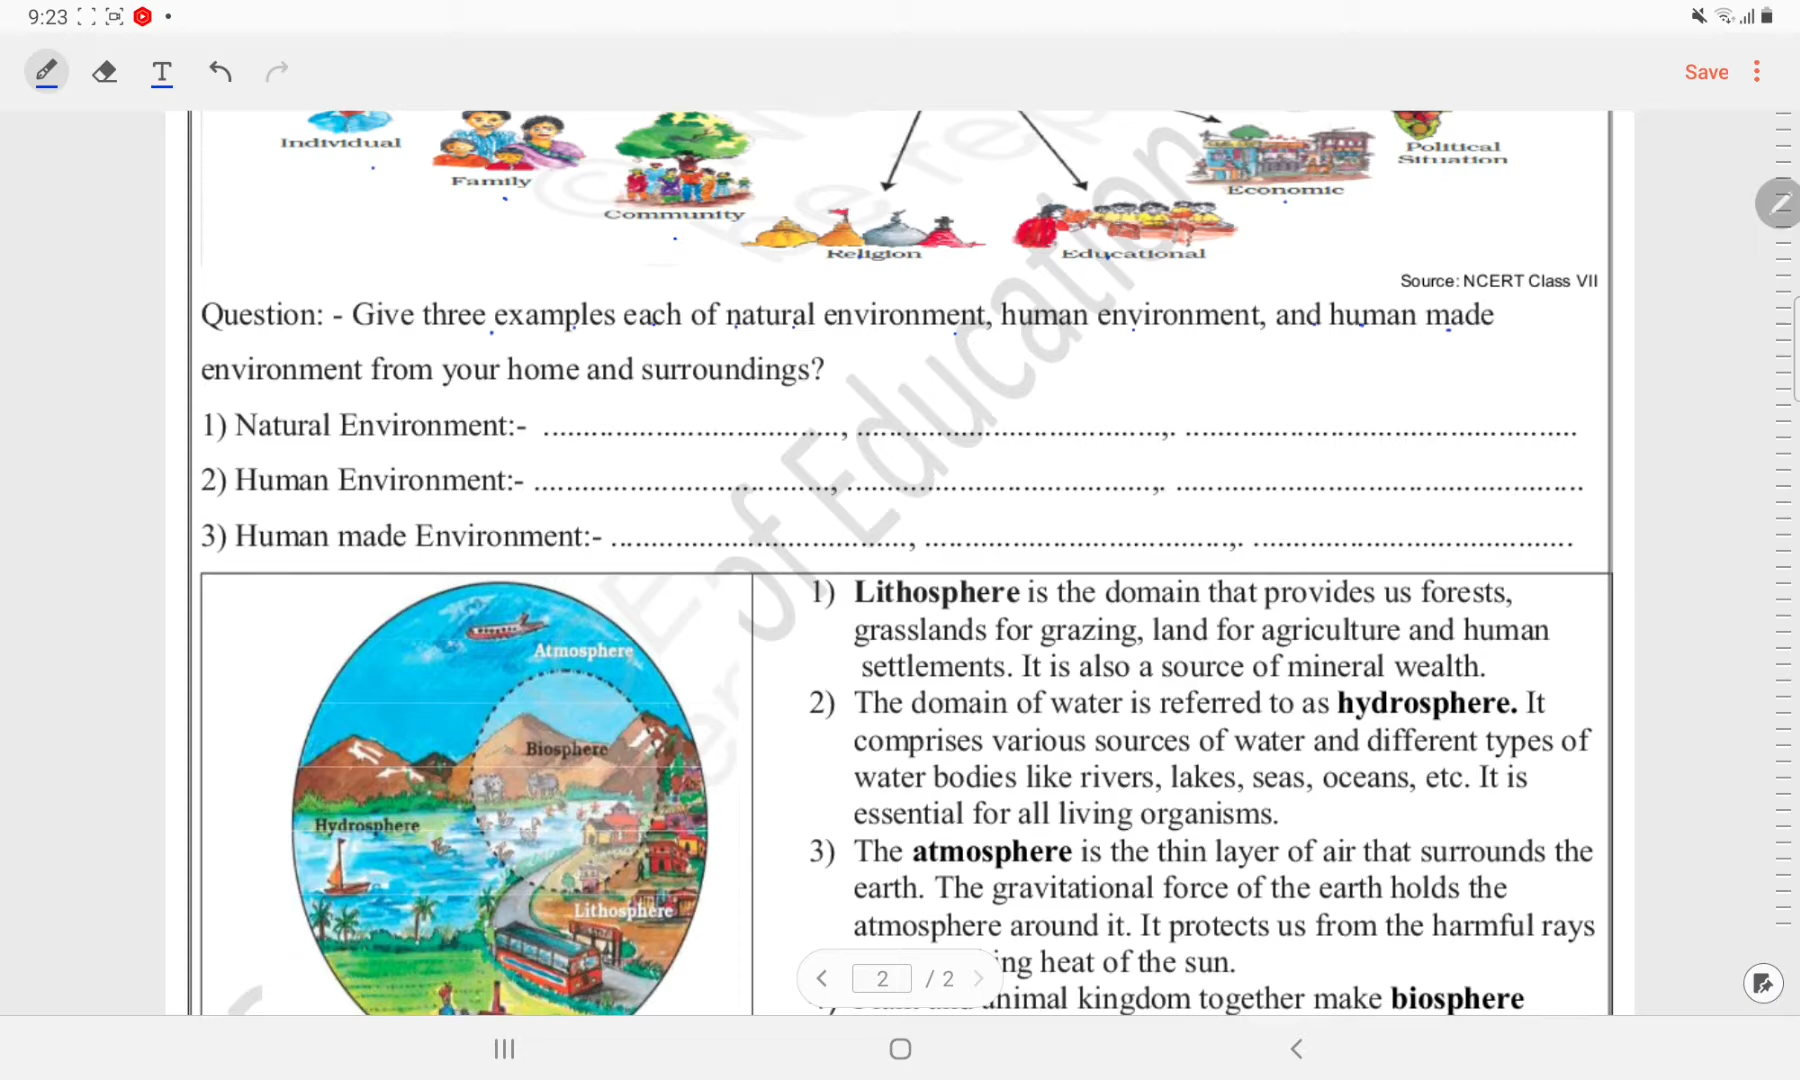 9:23
Save
Individual
Family
Community
Religion
Educational
Economic
Political
Situation
Source: NCERT Class VII
Question: - Give three examples each of natural environment, human environment, and human made
environment from your home and surroundings?
1) Natural Environment:- ................................., .................................,. ............................................
2) Human Environment:- ................................., .................................,. ............................................
3) Human made Environment:- ................................., .................................,. ...................................
Atmosphere
Biosphere
Hydrosphere
Lithosphere
1) Lithosphere is the domain that provides us forests,
grasslands for grazing, land for agriculture and human
settlements. It is also a source of mineral wealth.
2) The domain of water is referred to as hydrosphere. It
comprises various sources of water and different types of
water bodies like rivers, lakes, seas, oceans, etc. It is
essential for all living organisms.
3) The atmosphere is the thin layer of air that surrounds the
earth. The gravitational force of the earth holds the
atmosphere around it. It protects us from the harmful rays
ing heat of the sun.
animal kingdom together make biosphere
2 / 2
of Education